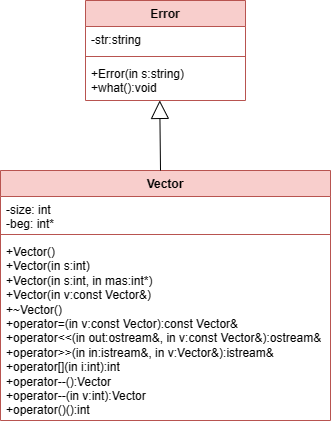 Error
-str:string
+Error(in s:string)
+what():void
Vector
-size: int
-beg: int*
+Vector()
+Vector(in s:int)
+Vector(in s:int, in mas:int*)
+Vector(in v:const Vector&)
+~Vector()
+operator=(in v:const Vector):const Vector&
+operator<<(in out:ostream&, in v:const Vector&):ostream&
+operator>>(in in:istream&, in v:Vector&):istream&
+operator[](in i:int):int
+operator--():Vector
+operator--(in v:int):Vector
+operator()():int